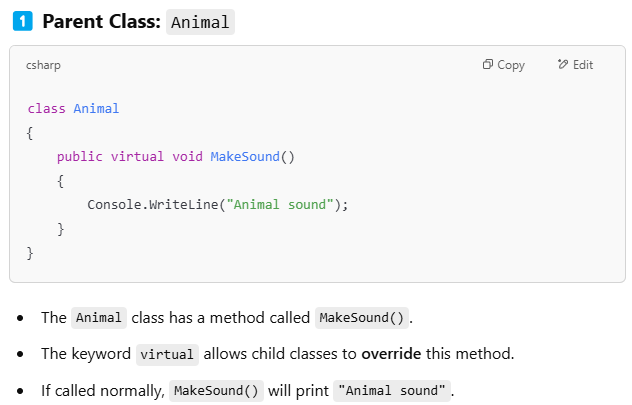 1 Parent Class: Animal
csharp Copy Edit
class Animal
{
    public virtual void MakeSound()
    {
        Console.WriteLine("Animal sound");
    }
}
• The Animal class has a method called MakeSound().
• The keyword virtual allows child classes to override this method.
• If called normally, MakeSound() will print "Animal sound".